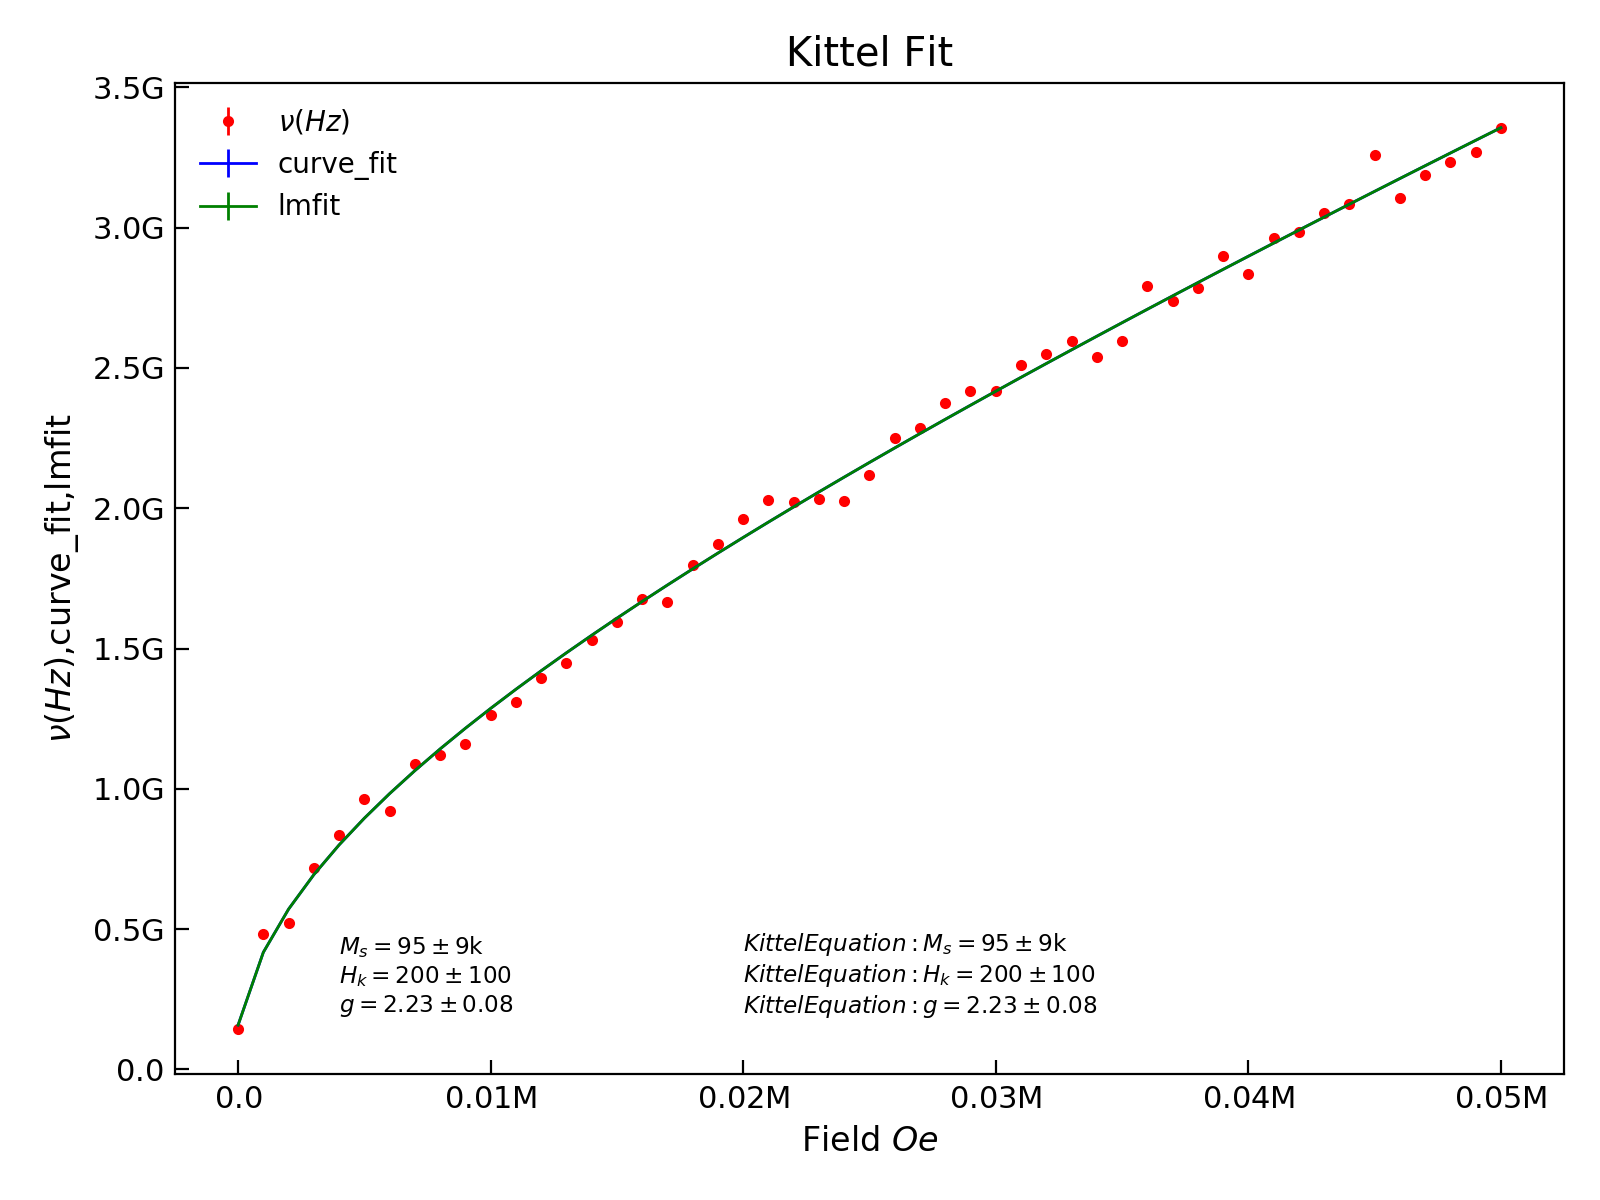 Kittel Fit
3.5G
3.0G
2.5G
2.0G
1.5G
1.0G
0.5G
0.0
ν(Hz),curve_fit,lmfit
ν(Hz)
curve_fit
lmfit
M_s = 95 ± 9k
H_k = 200 ± 100
g = 2.23 ± 0.08
KittelEquation : M_s = 95 ± 9k
KittelEquation : H_k = 200 ± 100
KittelEquation : g = 2.23 ± 0.08
0.0 0.01M 0.02M 0.03M 0.04M 0.05M
Field Oe